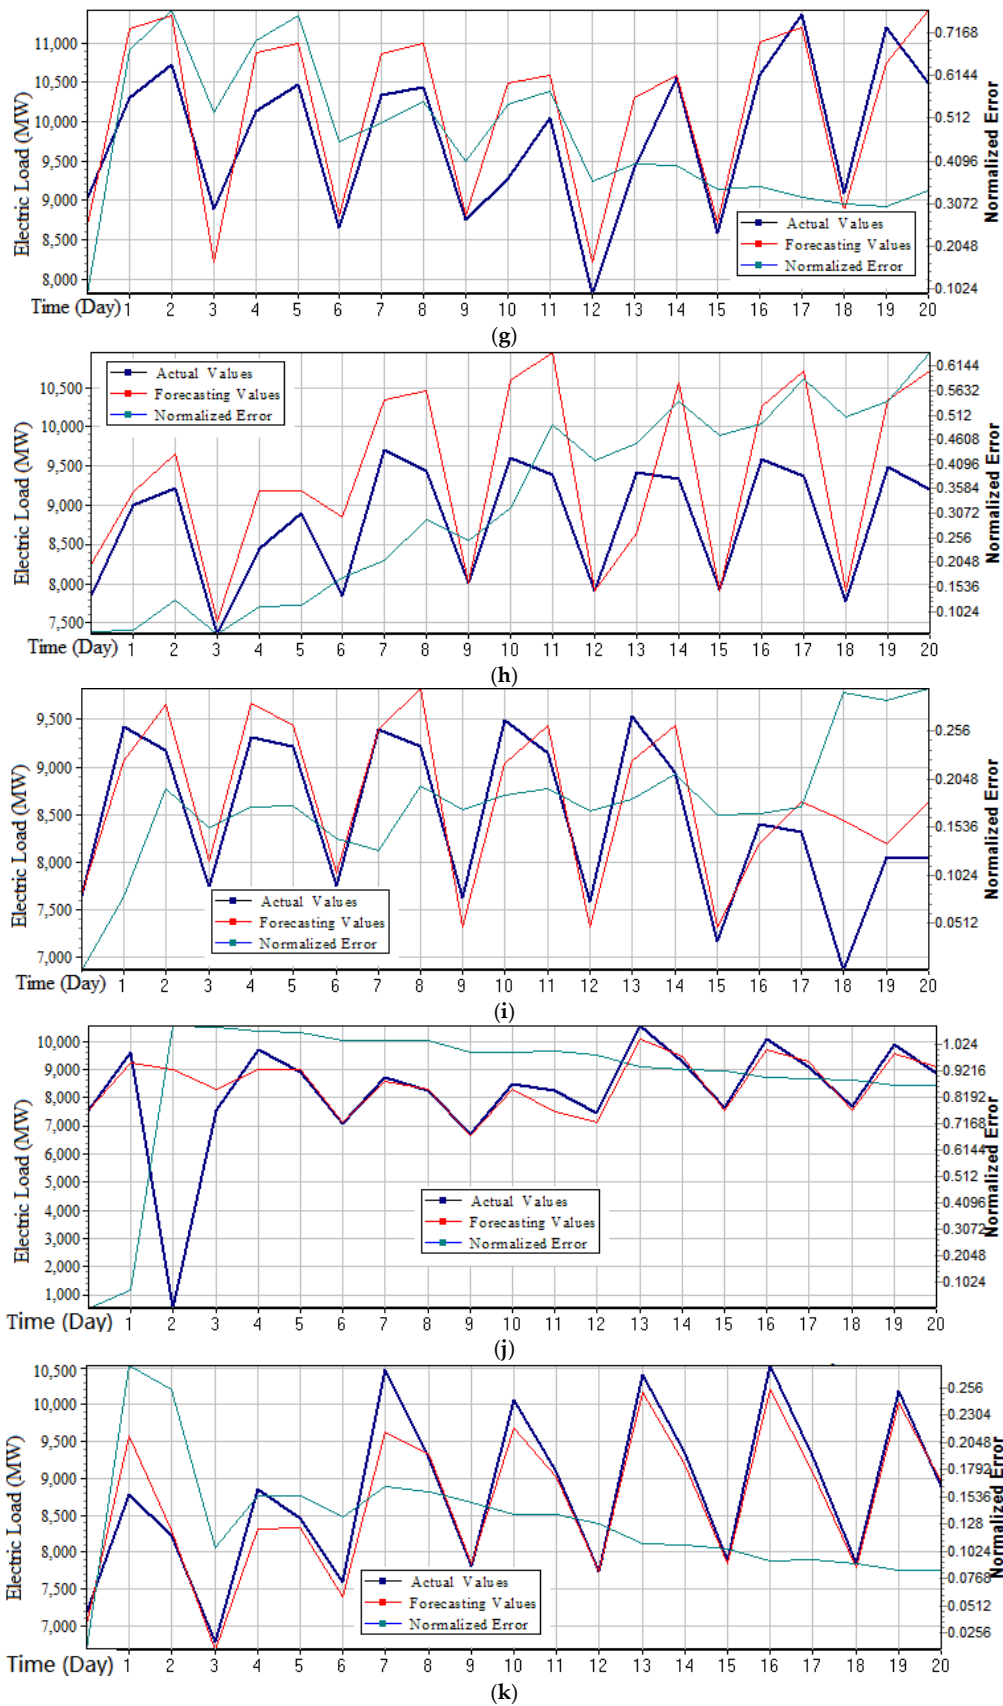 11,000
10,500
10,000
9,500
9,000
8,500
8,000
Electric Load (MW)
0.7168
0.6144
0.512
0.4096
0.3072
0.2048
0.1024
Normalized Error
Actual Values
Forecasting Values
Normalized Error
Time (Day) 1 2 3 4 5 6 7 8 9 10 11 12 13 14 15 16 17 18 19 20
(g)
10,500
10,000
9,500
9,000
8,500
8,000
7,500
Electric Load (MW)
Actual Values
Forecasting Values
Normalized Error
0.6144
0.5632
0.512
0.4608
0.4096
0.3584
0.3072
0.256
0.2048
0.1536
0.1024
Normalized Error
Time (Day) 1 2 3 4 5 6 7 8 9 10 11 12 13 14 15 16 17 18 19 20
(h)
9,500
9,000
8,500
8,000
7,500
7,000
Electric Load (MW)
0.256
0.2048
0.1536
0.1024
0.0512
Normalized Error
Actual Values
Forecasting Values
Normalized Error
Time (Day) 1 2 3 4 5 6 7 8 9 10 11 12 13 14 15 16 17 18 19 20
(i)
10,000
9,000
8,000
7,000
6,000
5,000
4,000
3,000
2,000
1,000
Electric Load (MW)
1.024
0.9216
0.8192
0.7168
0.6144
0.512
0.4096
0.3072
0.2048
0.1024
Normalized Error
Actual Values
Forecasting Values
Normalized Error
Time (Day) 1 2 3 4 5 6 7 8 9 10 11 12 13 14 15 16 17 18 19 20
(j)
10,500
10,000
9,500
9,000
8,500
8,000
7,500
7,000
Electric Load (MW)
0.256
0.2304
0.2048
0.1792
0.1536
0.128
0.1024
0.0768
0.0512
0.0256
Normalized Error
Actual Values
Forecasting Values
Normalized Error
Time (Day) 1 2 3 4 5 6 7 8 9 10 11 12 13 14 15 16 17 18 19 20
(k)